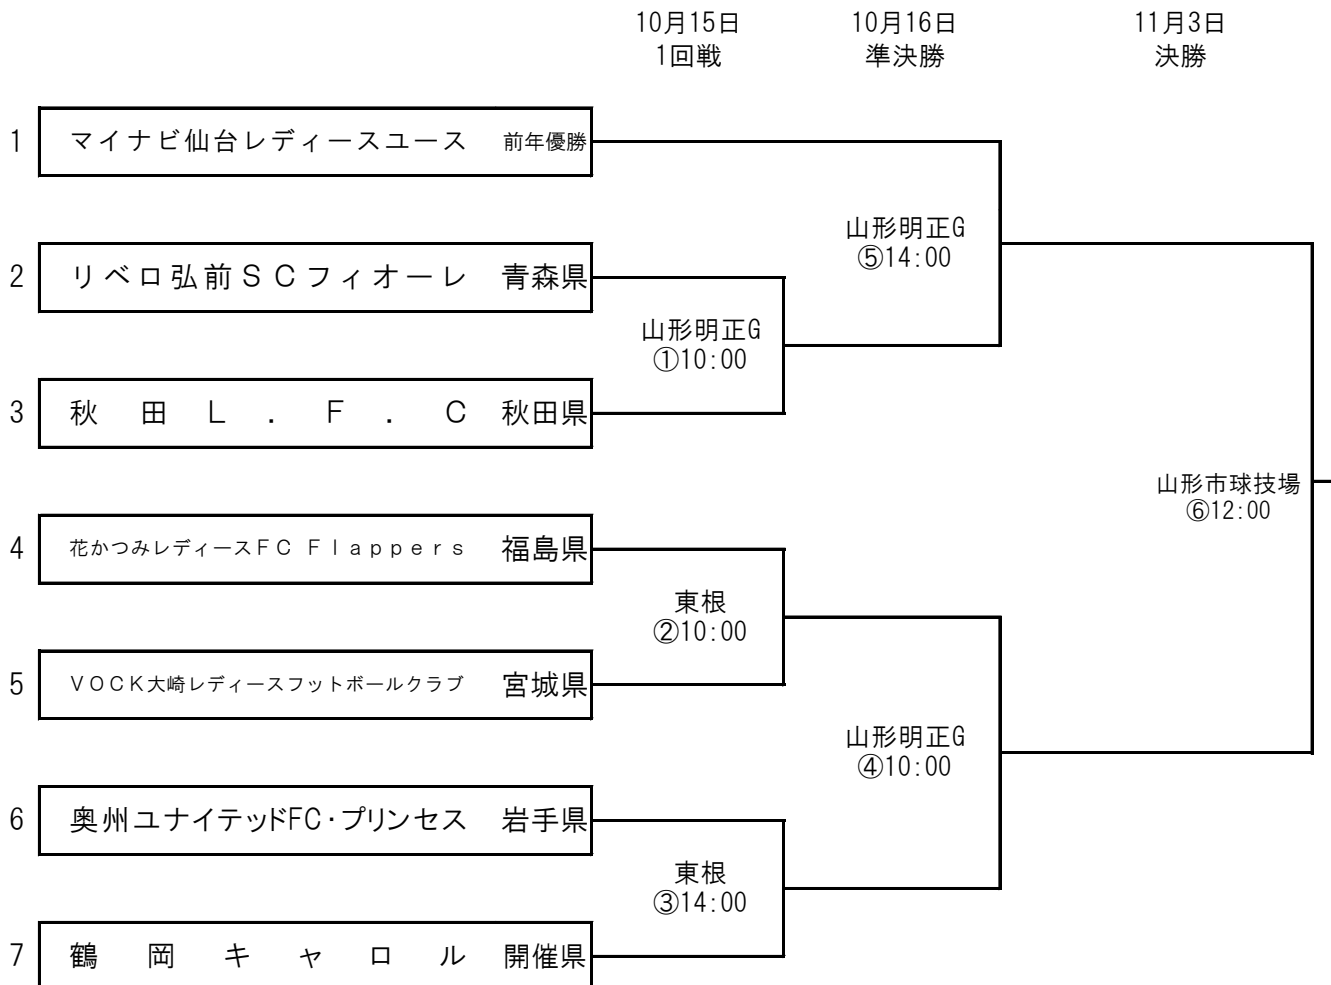 10月15日 10月16日 11月3日
1回戦 準決勝 決勝
1 マイナビ仙台レディースユース 前年優勝
山形明正G
⑤14:00
2 リベロ弘前ＳＣフィオーレ 青森県
山形明正G
①10:00
3 秋田Ｌ．Ｆ．Ｃ 秋田県
山形市球技場
⑥12:00
4 花かつみレディースＦＣ Ｆｌａｐｐｅｒｓ 福島県
東根
②10:00
5 ＶＯＣＫ大崎レディースフットボールクラブ 宮城県
山形明正G
④10:00
6 奥州ユナイテッドFC・プリンセス 岩手県
東根
③14:00
7 鶴岡キャロル 開催県